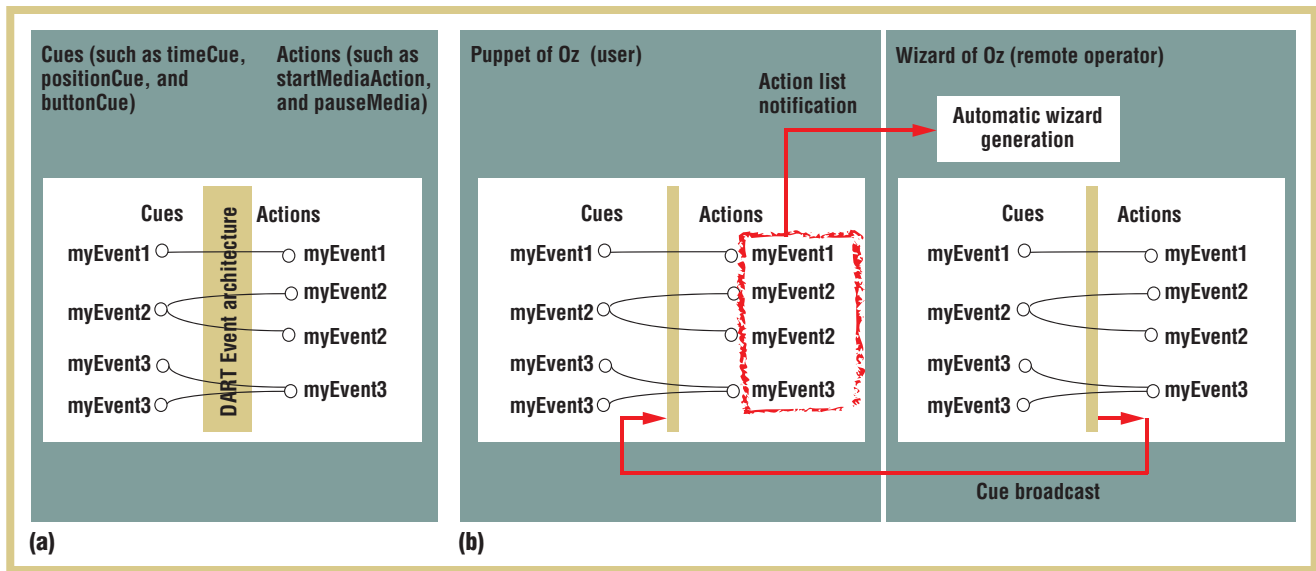 Cues (such as timeCue,
positionCue, and
buttonCue)
Actions (such as
startMediaAction,
and pauseMedia)
Cues
Actions
DART Event architecture
myEvent1
myEvent1
myEvent2
myEvent2
myEvent2
myEvent3
myEvent3
myEvent3
(a)
Puppet of Oz (user)
Action list
notification
Cues
Actions
myEvent1
myEvent1
myEvent2
myEvent2
myEvent2
myEvent3
myEvent3
myEvent3
Wizard of Oz (remote operator)
Automatic wizard
generation
Cues
Actions
myEvent1
myEvent1
myEvent2
myEvent2
myEvent2
myEvent3
myEvent3
myEvent3
Cue broadcast
(b)